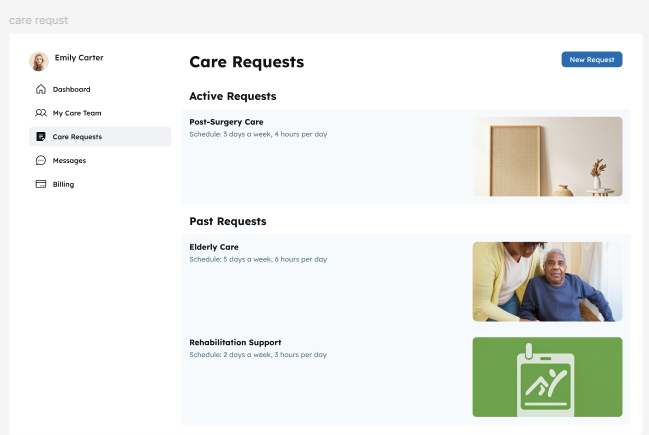 care requst
Emily Carter
Dashboard
My Care Team
Care Requests
Messages
Billing
Care Requests
New Request
Active Requests
Post-Surgery Care
Schedule: 3 days a week, 4 hours per day
Past Requests
Elderly Care
Schedule: 5 days a week, 6 hours per day
Rehabilitation Support
Schedule: 2 days a week, 3 hours per day